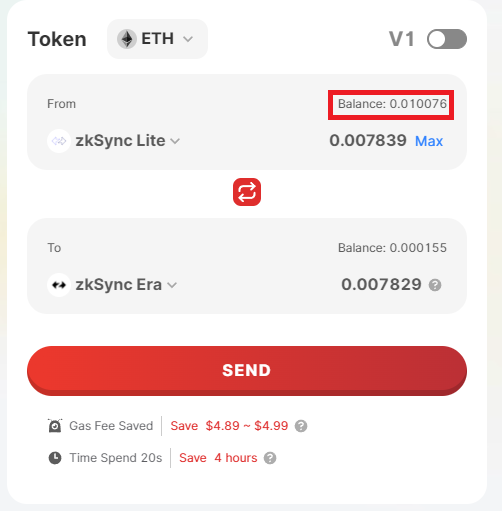 Token ETH V1
From Balance: 0.010076
zkSync Lite 0.007839 Max
To Balance: 0.000155
zkSync Era 0.007829 ?
SEND
Gas Fee Saved Save $4.89 ~ $4.99 ?
Time Spend 20s Save 4 hours ?